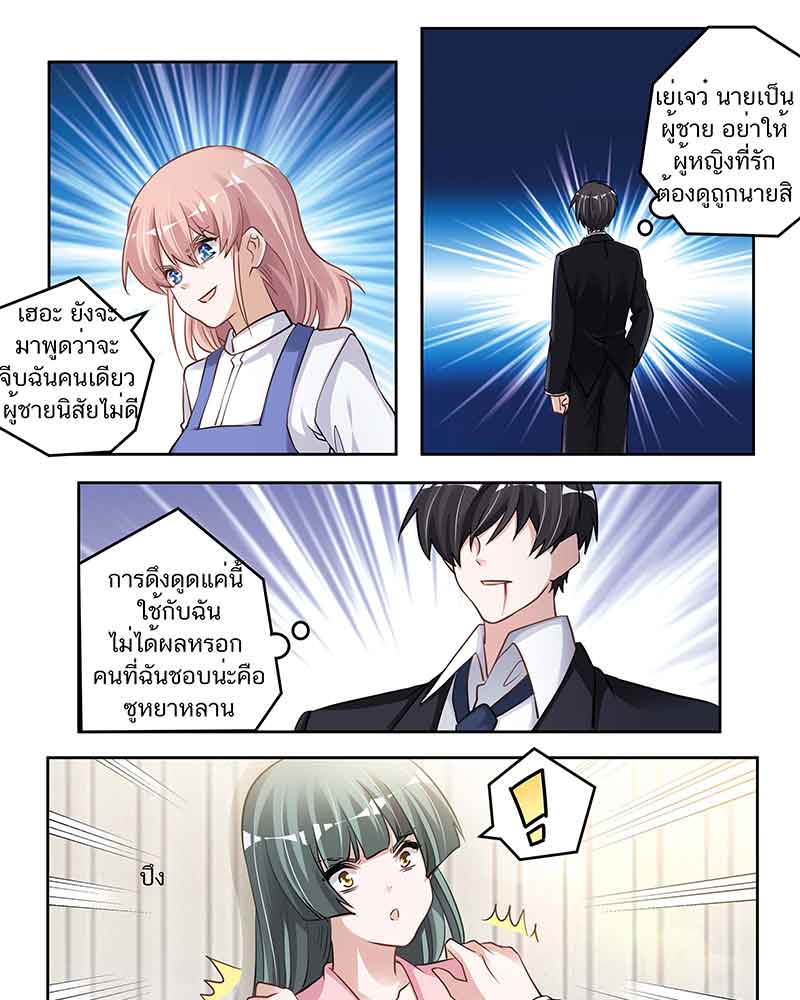 เย่เจว๋ นายเป็น
ผู้ชาย อย่าให้
ผู้หญิงที่รัก
ต้องดูถูกนายสิ
เฮอะ ยังจะ
มาพูดว่าจะ
จีบฉันคนเดียว
ผู้ชายนิสัยไม่ดี
การดึงดูดแค่นี้
ใช้กับฉัน
ไม่ได้ผลหรอก
คนที่ฉันชอบน่ะคือ
ซูหยาหลาน
!
ปึง